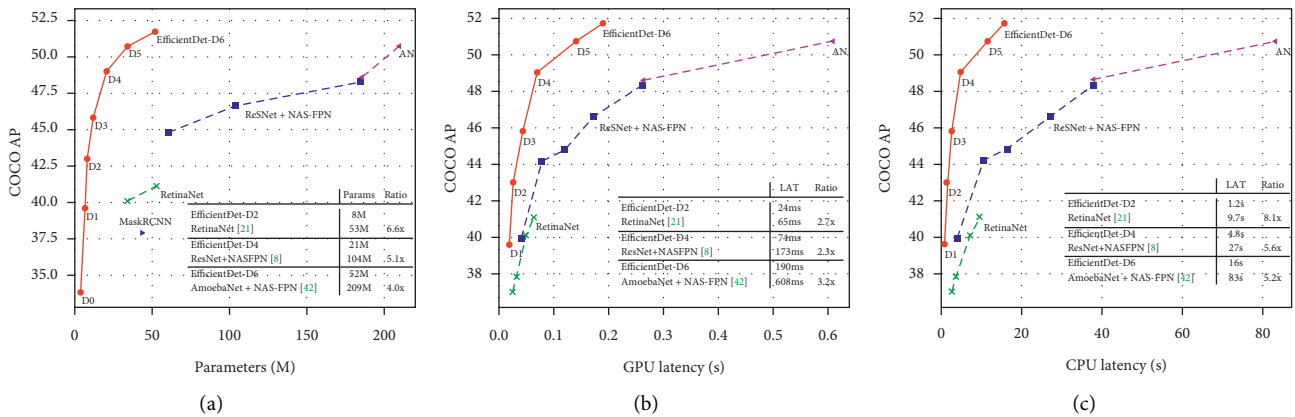 52.5
50.0
47.5
45.0
42.5
40.0
37.5
35.0
COCO AP
EfficientDet-D6
D5
D4
D3
D2
D1
D0
AN
ReSNet + NAS-FPN
RetinaNet
MaskRCNN
Params Ratio
EfficientDet-D2 8M
RetinaNet [21] 53M 6.6x
EfficientDet-D4 21M
ResNet+NASFPN [8] 104M 5.1x
EfficientDet-D6 52M
AmoebaNet + NAS-FPN [42] 209M 4.0x
0 50 100 150 200
Parameters (M)
(a)
52
50
48
46
44
42
40
38
COCO AP
EfficientDet-D6
D5
D4
D3
D2
D1
AN
ReSNet + NAS-FPN
RetinaNet
LAT Ratio
EfficientDet-D2 24ms
RetinaNet [21] 65ms 2.7x
EfficientDet-D4 74ms
ResNet+NASFPN [8] 173ms 2.3x
EfficientDet-D6 190ms
AmoebaNet + NAS-FPN [42] 608ms 3.2x
0.0 0.1 0.2 0.3 0.4 0.5 0.6
GPU latency (s)
(b)
52
50
48
46
44
42
40
38
COCO AP
EfficientDet-D6
D5
D4
D3
D2
D1
AN
ReSNet + NAS-FPN
RetinaNet
LAT Ratio
EfficientDet-D2 1.2s
RetinaNet [21] 9.7s 8.1x
EfficientDet-D4 4.8s
ResNet+NASFPN [8] 27s 5.6x
EfficientDet-D6 16s
AmoebaNet + NAS-FPN [42] 83s 5.2x
0 20 40 60 80
CPU latency (s)
(c)